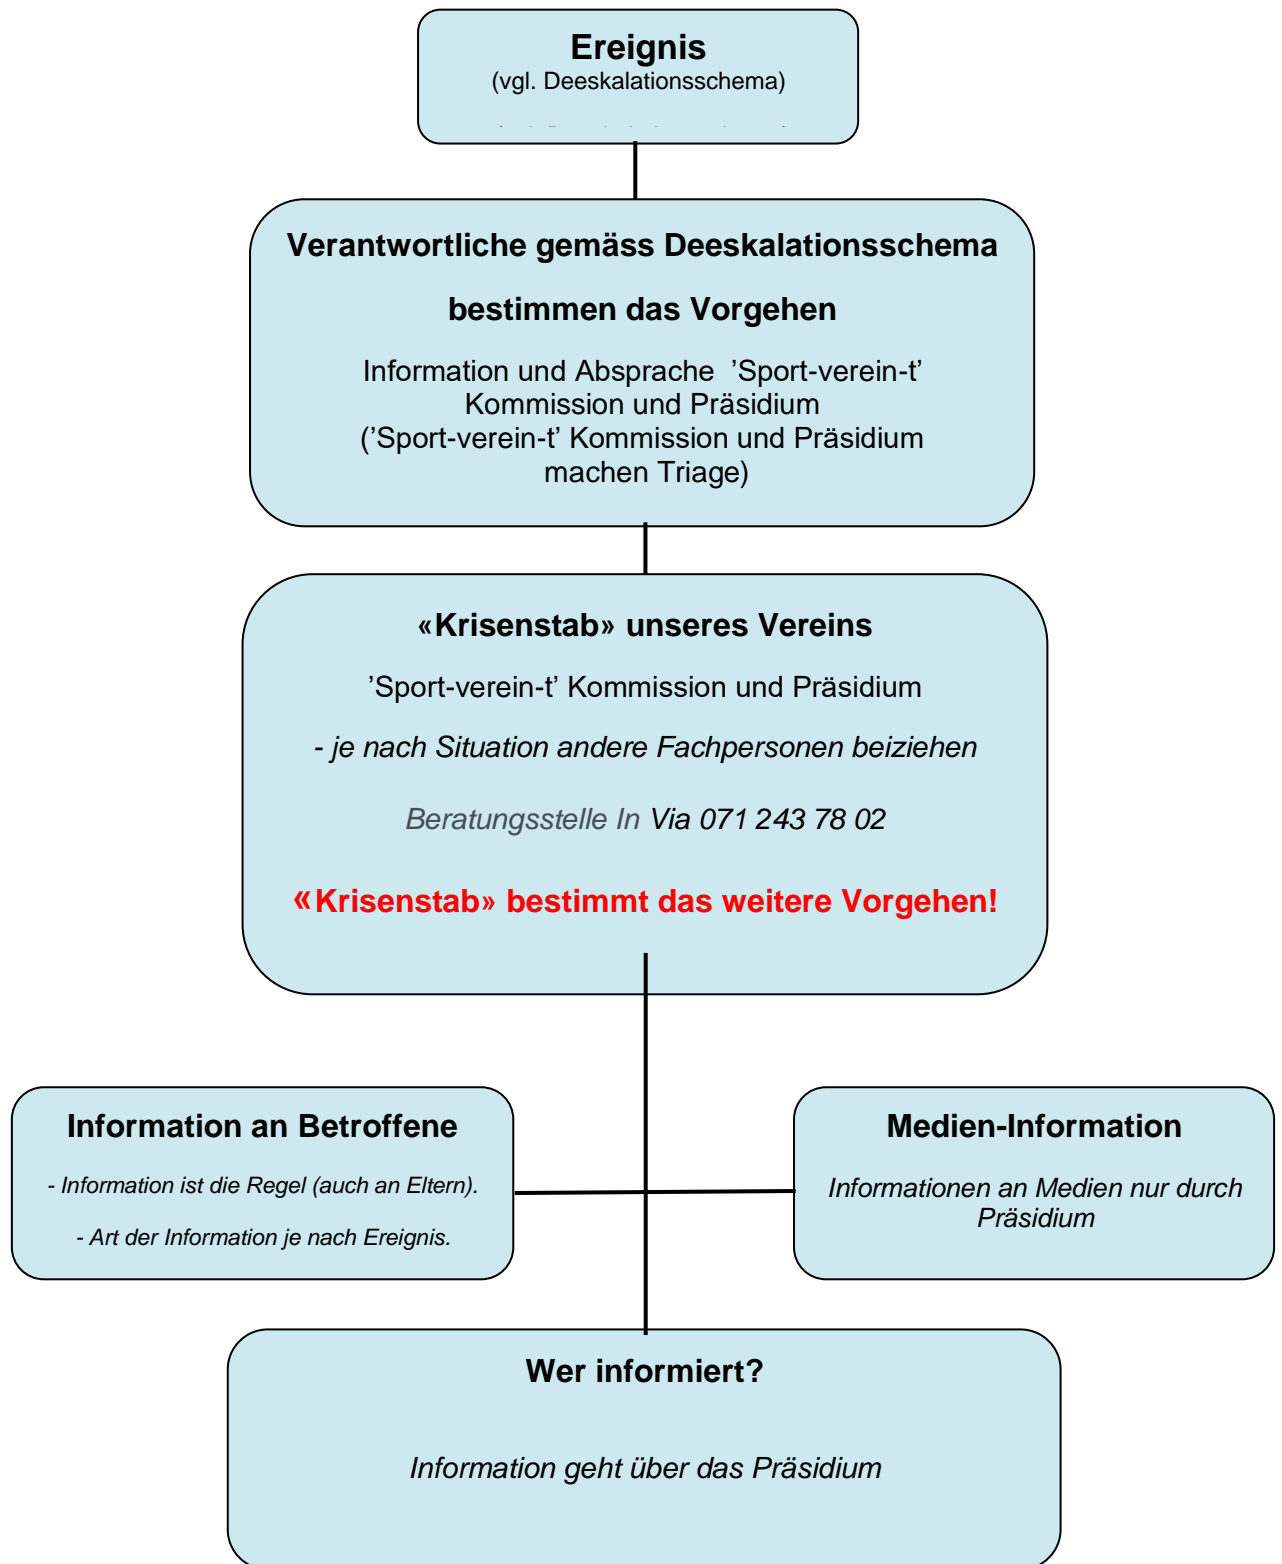 Ereignis
(vgl. Deeskalationsschema)
Verantwortliche gemäss Deeskalationsschema
bestimmen das Vorgehen
Information und Absprache ’Sport-verein-t’
Kommission und Präsidium
(’Sport-verein-t’ Kommission und Präsidium
machen Triage)
«Krisenstab» unseres Vereins
’Sport-verein-t’ Kommission und Präsidium
- je nach Situation andere Fachpersonen beiziehen
Beratungsstelle In Via 071 243 78 02
«Krisenstab» bestimmt das weitere Vorgehen!
Information an Betroffene
- Information ist die Regel (auch an Eltern).
- Art der Information je nach Ereignis.
Medien-Information
Informationen an Medien nur durch
Präsidium
Wer informiert?
Information geht über das Präsidium